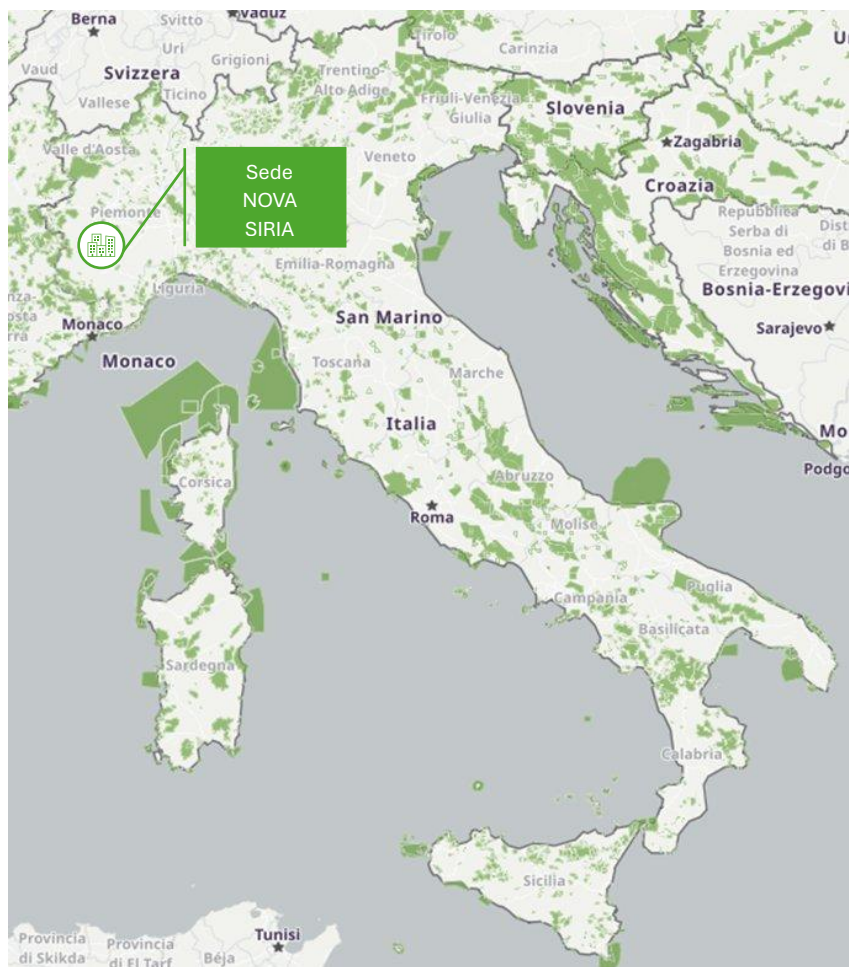 Berna
Vaduz
Svitto
Tirolo
Carinzia
Uri
Grigioni
Vaud
Svizzera
Trentino-
Alto Adige
Vallese
Ticino
Friuli-Venezia
Giulia
Slovenia
Valle d'Aosta
Zagabria
Veneto
Sede
NOVA
SIRIA
Croazia
Piemonte
Repubblica
Serba di
Bosnia ed
Erzegovina
Emilia-Romagna
Liguria
Bosnia-Erzegovi
San Marino
Monaco
Sarajevo
Monaco
Toscana
Marche
Italia
Mo
Podgo
Corsica
Abruzzo
Roma
Molise
Campania
Puglia
Basilicata
Sardegna
Calabria
Sicilia
Tunisi
Provincia
di Skikda
Provincia
di El Tarf
Béja